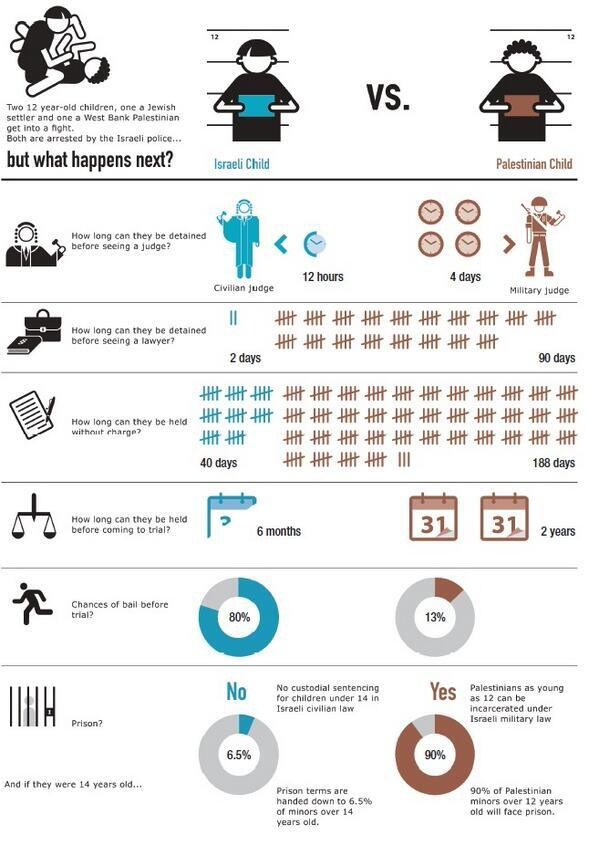 12
12
Two 12 year-old children, one a Jewish
settler and one a West Bank Palestinian
get into a fight.
Both are arrested by the Israeli police...
but what happens next?
Israeli Child
VS.
Palestinian Child
How long can they be detained
before seeing a judge?
Civilian judge
<
12 hours
4 days
>
Military judge
How long can they be detained
before seeing a lawyer?
2 days
90 days
How long can they be held
without charge?
40 days
188 days
How long can they be held
before coming to trial?
6 months
31
31
2 years
Chances of bail before
trial?
80%
13%
Prison?
No
No custodial sentencing
for children under 14 in
Israeli civilian law
Yes
Palestinians as young
as 12 can be
incarcerated under
Israeli military law
And if they were 14 years old...
6.5%
Prison terms are
handed down to 6.5%
of minors over 14
years old.
90%
90% of Palestinian
minors over 12 years
old will face prison.